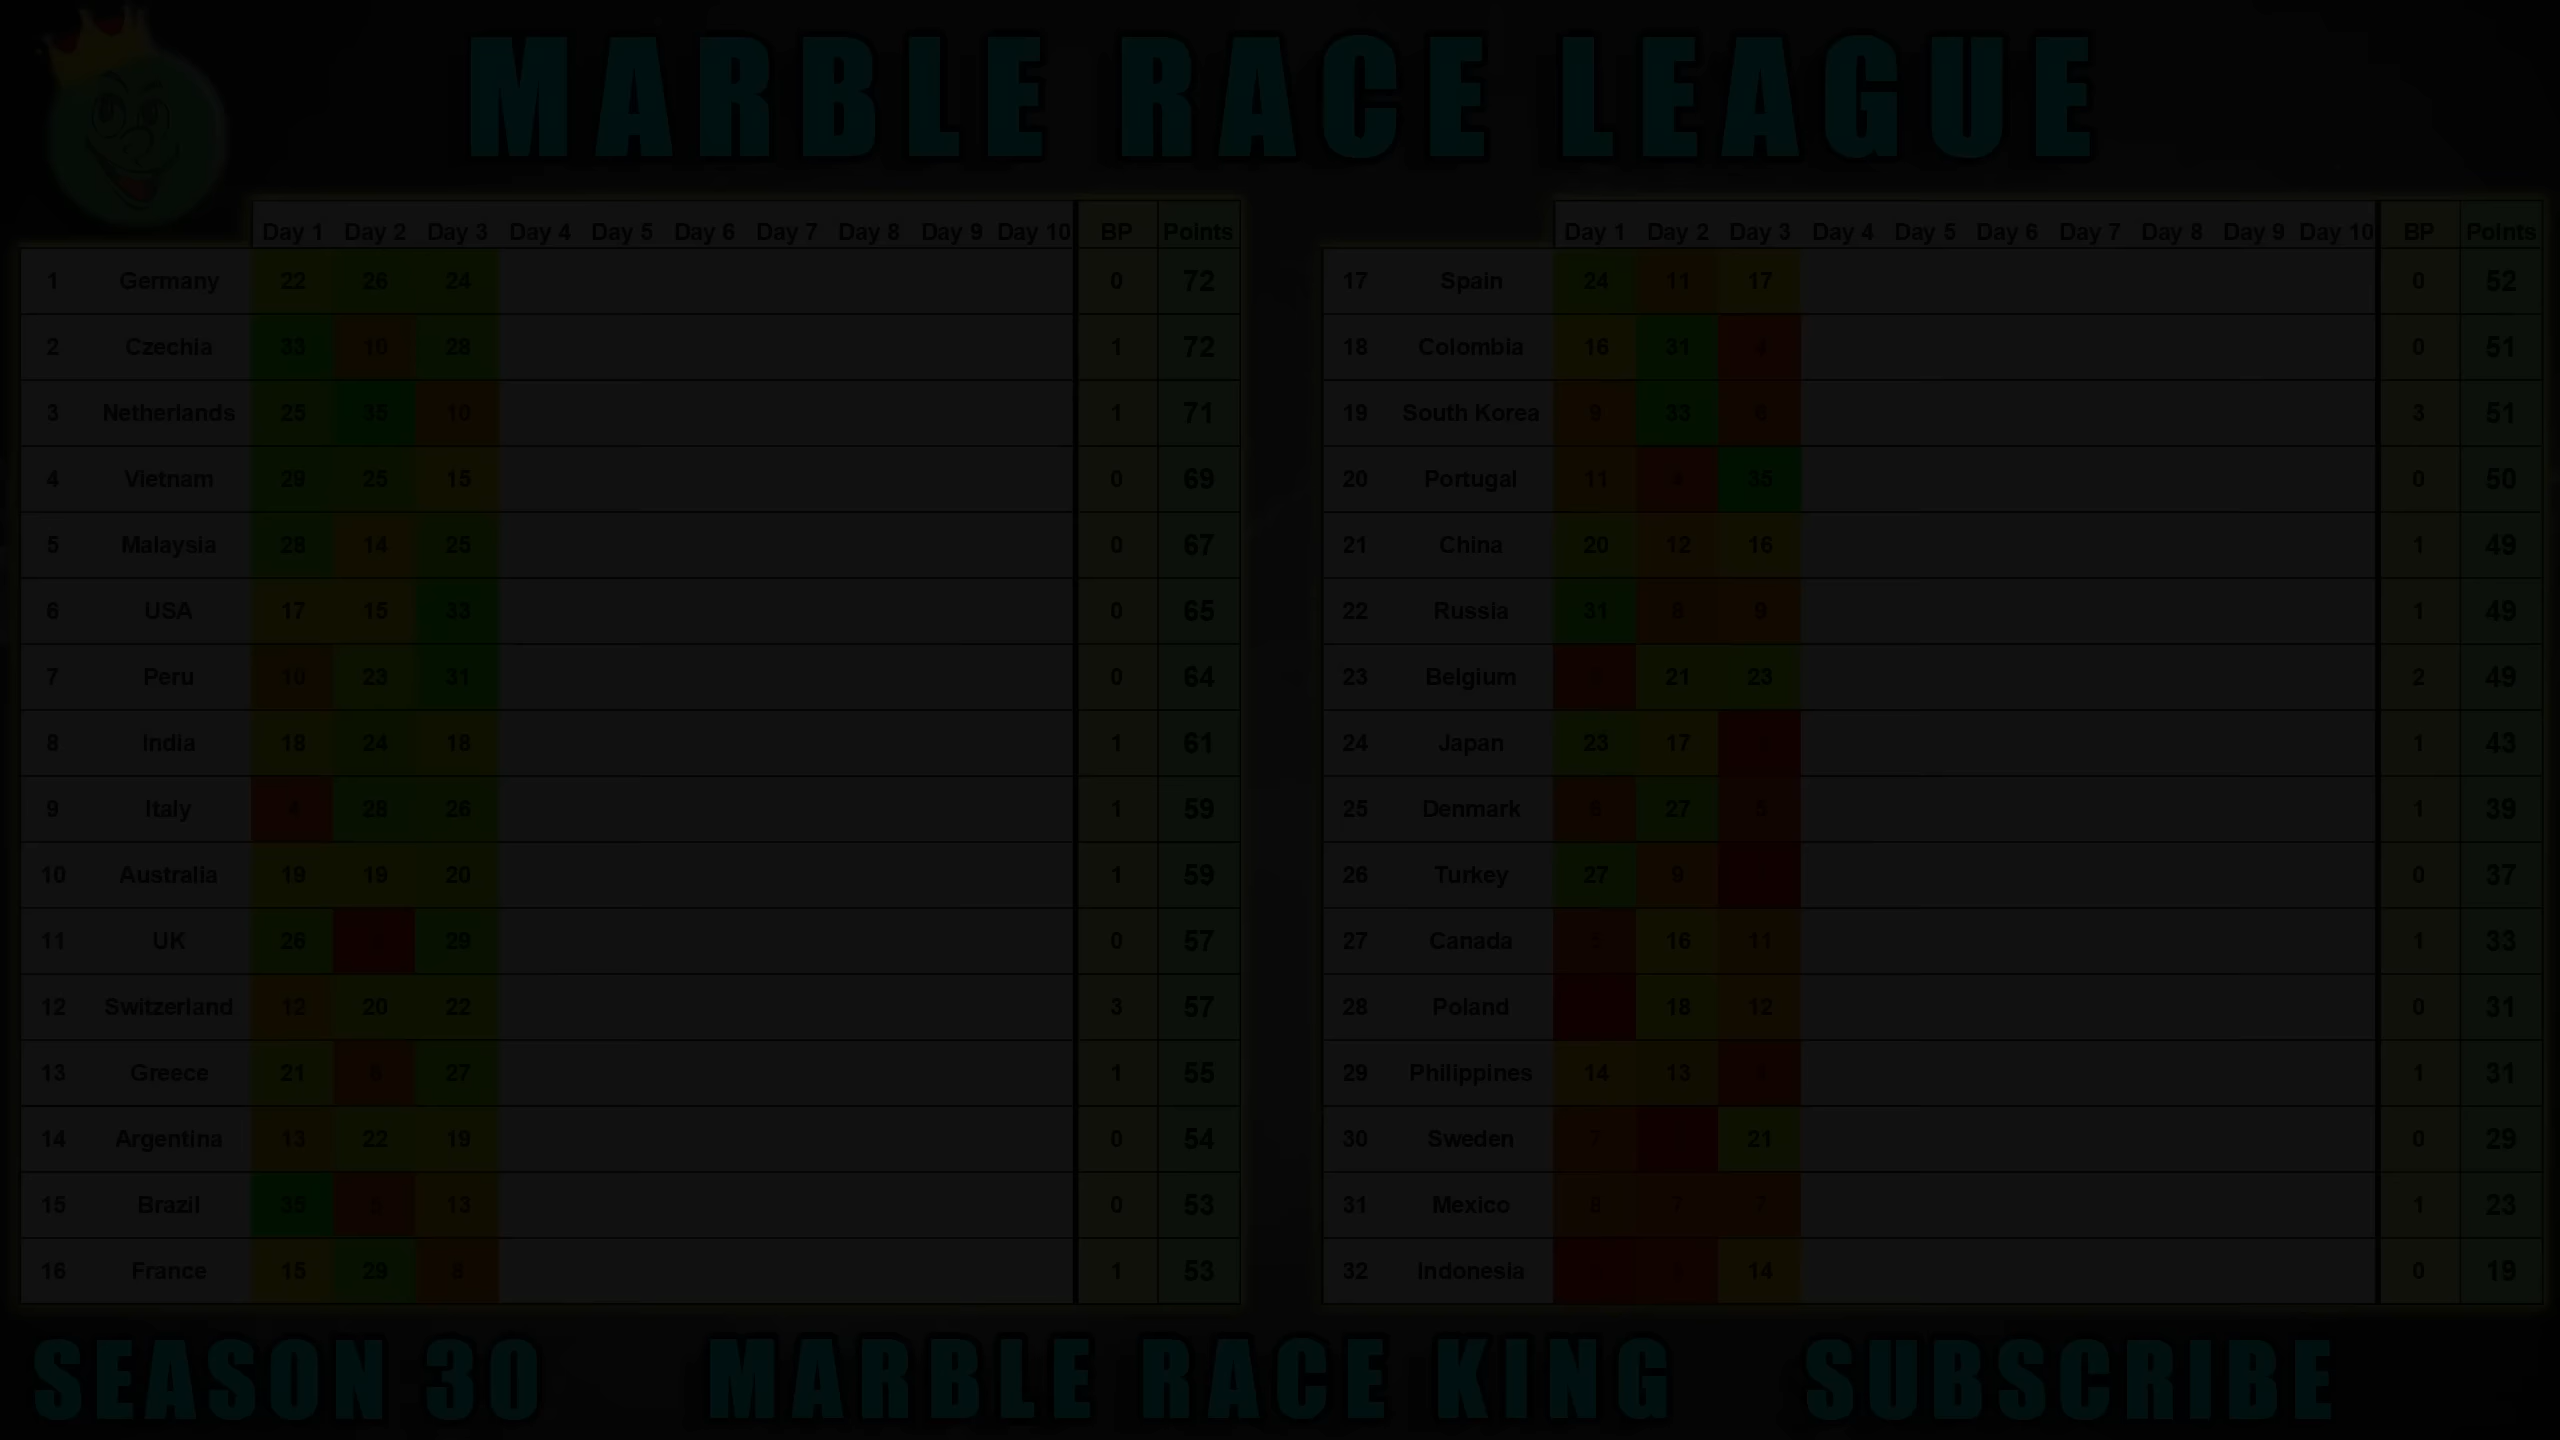 MARBLE RACE LEAGUE
Day 1 Day 2 Day 3 Day 4 Day 5 Day 6 Day 7 Day 8 Day 9 Day 10 BP Points
1 Germany 22 26 24 0 72
2 Czechia 33 10 28 1 72
3 Netherlands 25 35 10 1 71
4 Vietnam 29 25 15 0 69
5 Malaysia 28 14 25 0 67
6 USA 17 15 33 0 65
7 Peru 10 23 31 0 64
8 India 18 24 18 1 61
9 Italy 4 28 26 1 59
10 Australia 19 19 20 1 59
11 UK 26 29 0 57
12 Switzerland 12 20 22 3 57
13 Greece 21 6 27 1 55
14 Argentina 13 22 19 0 54
15 Brazil 35 5 13 0 53
16 France 15 29 8 1 53
Day 1 Day 2 Day 3 Day 4 Day 5 Day 6 Day 7 Day 8 Day 9 Day 10 BP Points
17 Spain 24 11 17 0 52
18 Colombia 16 31 4 0 51
19 South Korea 9 33 6 3 51
20 Portugal 11 4 35 0 50
21 China 20 12 16 1 49
22 Russia 31 8 9 1 49
23 Belgium 21 23 2 49
24 Japan 23 17 1 43
25 Denmark 6 27 5 1 39
26 Turkey 27 9 0 37
27 Canada 5 16 11 1 33
28 Poland 18 12 0 31
29 Philippines 14 13 1 31
30 Sweden 7 21 0 29
31 Mexico 8 7 7 1 23
32 Indonesia 14 0 19
SEASON 30 MARBLE RACE KING SUBSCRIBE